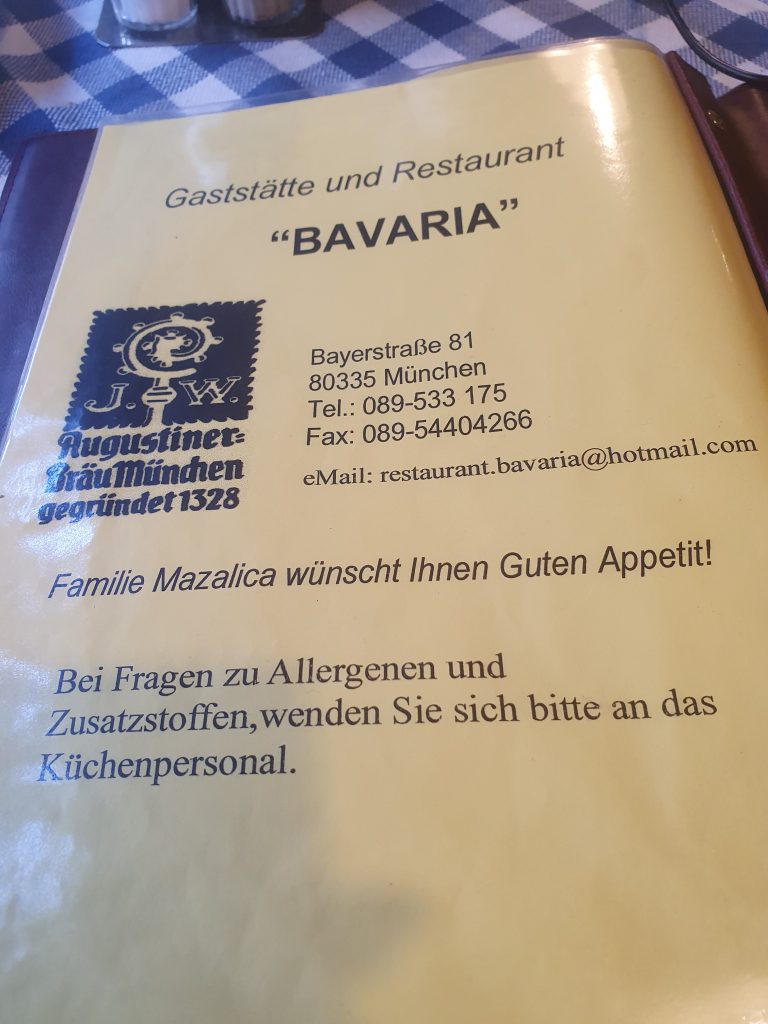 Gaststätte und Restaurant
“BAVARIA”
J. W.
Augustiner=
Bräu München
gegründet 1328
Bayerstraße 81
80335 München
Tel.: 089-533 175
Fax: 089-54404266
eMail: restaurant.bavaria@hotmail.com
Familie Mazalica wünscht Ihnen Guten Appetit!
Bei Fragen zu Allergenen und
Zusatzstoffen,wenden Sie sich bitte an das
Küchenpersonal.